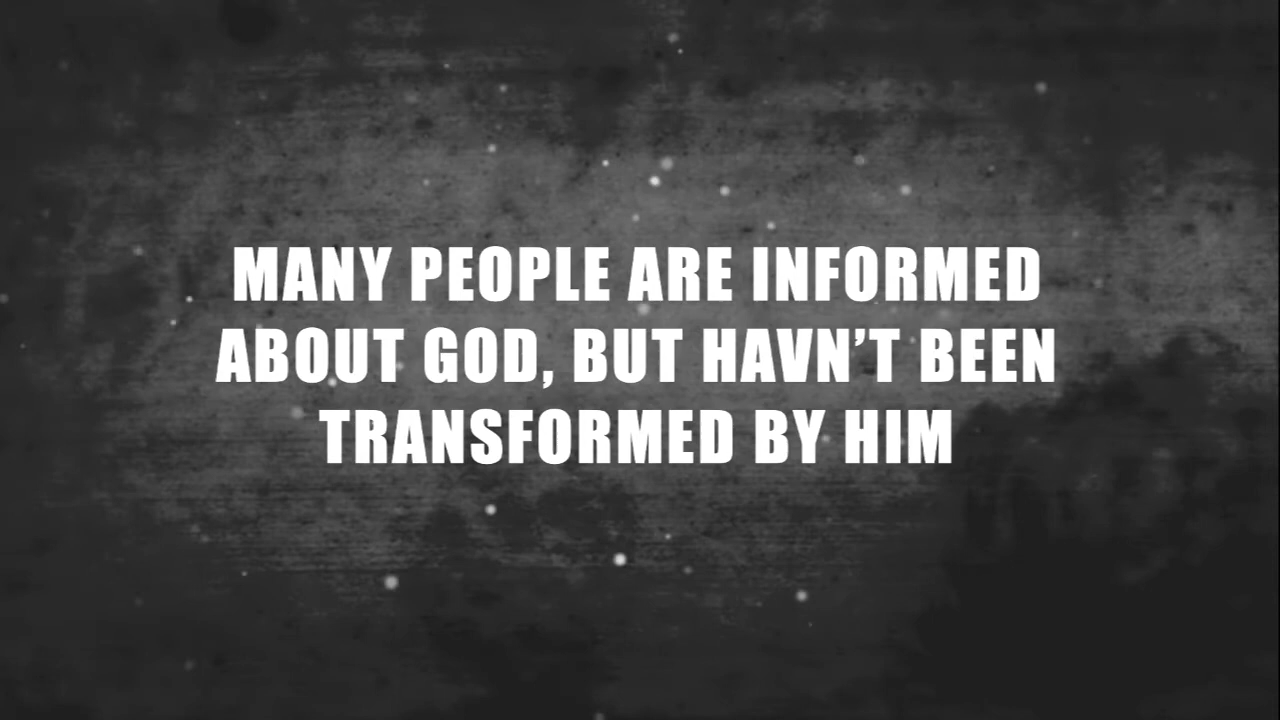 MANY PEOPLE ARE INFORMED
ABOUT GOD, BUT HAVN’T BEEN
TRANSFORMED BY HIM